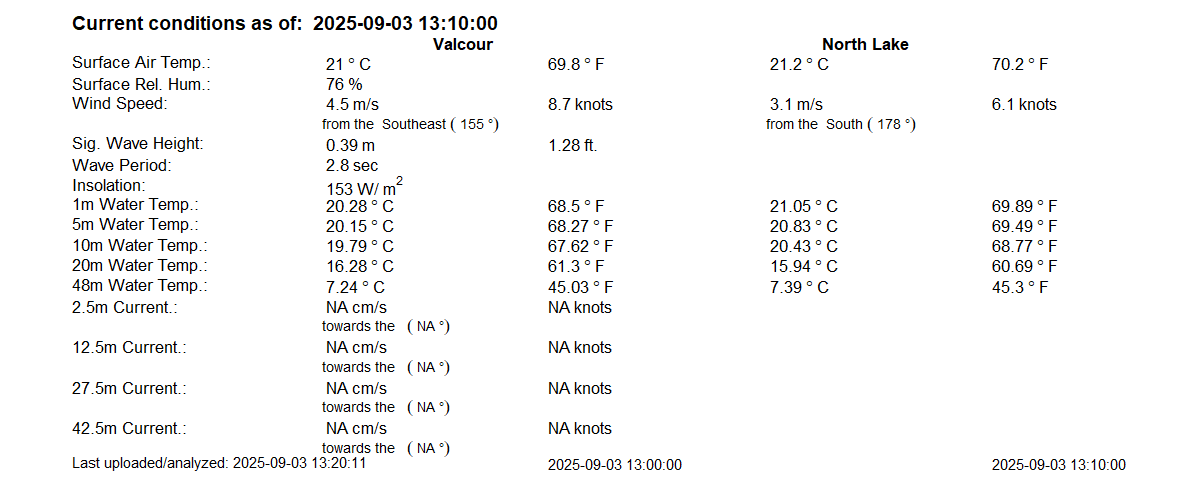 Current conditions as of: 2025-09-03 13:10:00
Valcour North Lake
Surface Air Temp.: 21 ° C 69.8 ° F 21.2 ° C 70.2 ° F
Surface Rel. Hum.: 76 %
Wind Speed: 4.5 m/s 8.7 knots 3.1 m/s 6.1 knots
from the Southeast ( 155 °) from the South ( 178 °)
Sig. Wave Height: 0.39 m 1.28 ft.
Wave Period: 2.8 sec
Insolation: 153 W/ m2
1m Water Temp.: 20.28 ° C 68.5 ° F 21.05 ° C 69.89 ° F
5m Water Temp.: 20.15 ° C 68.27 ° F 20.83 ° C 69.49 ° F
10m Water Temp.: 19.79 ° C 67.62 ° F 20.43 ° C 68.77 ° F
20m Water Temp.: 16.28 ° C 61.3 ° F 15.94 ° C 60.69 ° F
48m Water Temp.: 7.24 ° C 45.03 ° F 7.39 ° C 45.3 ° F
2.5m Current.: NA cm/s NA knots
towards the ( NA °)
12.5m Current.: NA cm/s NA knots
towards the ( NA °)
27.5m Current.: NA cm/s NA knots
towards the ( NA °)
42.5m Current.: NA cm/s NA knots
towards the ( NA °)
Last uploaded/analyzed: 2025-09-03 13:20:11 2025-09-03 13:00:00 2025-09-03 13:10:00